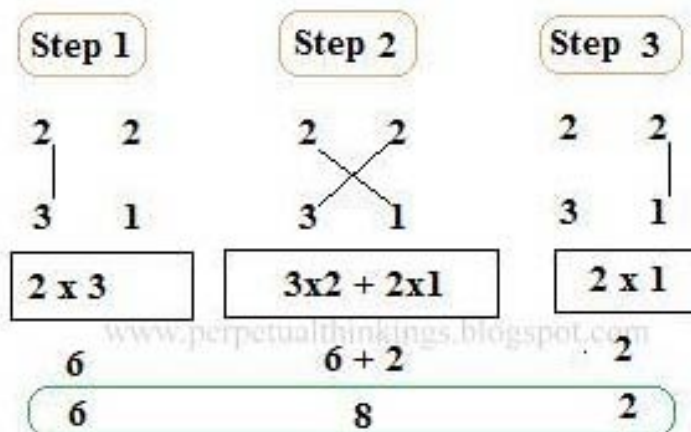 Step 1 Step 2 Step 3
2 2 2 2 2 2
3 1 3 1 3 1
2 x 3 3x2 + 2x1 2 x 1
www.perpetualthinkings.blogspot.com
6 6 + 2 2
6 8 2